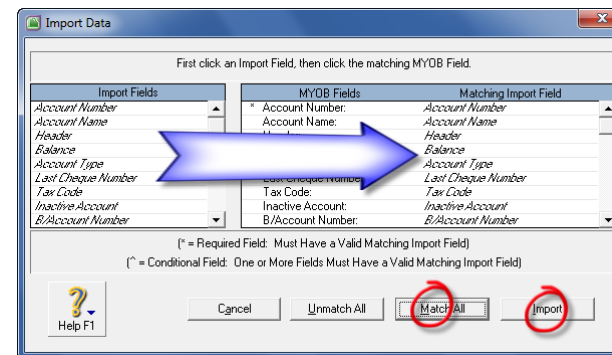 Import Data
First click an Import Field, then click the matching MYOB Field.
Import Fields MYOB Fields Matching Import Field
Account Number * Account Number: Account Number
Account Name Account Name: Account Name
Header Header: Header
Balance Balance
Account Type Account Type
Last Cheque Number Last Cheque Number: Last Cheque Number
Tax Code Tax Code: Tax Code
Inactive Account Inactive Account: Inactive Account
B/Account Number B/Account Number: B/Account Number
(* = Required Field: Must Have a Valid Matching Import Field)
(^ = Conditional Field: One or More Fields Must Have a Valid Matching Import Field)
Help F1 Cancel Unmatch All Match All Import